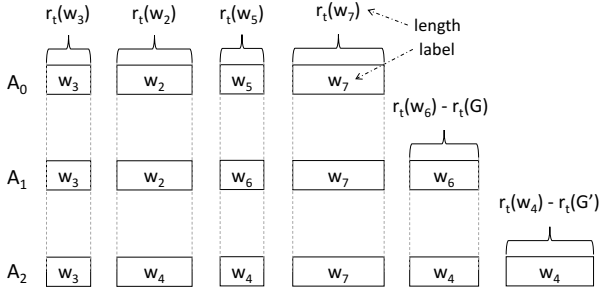 r_t(w_3) r_t(w_2) r_t(w_5) r_t(w_7)
length
label
A_0 w_3 w_2 w_5 w_7
r_t(w_6) - r_t(G)
A_1 w_3 w_2 w_6 w_7 w_6
r_t(w_4) - r_t(G')
A_2 w_3 w_4 w_4 w_7 w_4 w_4